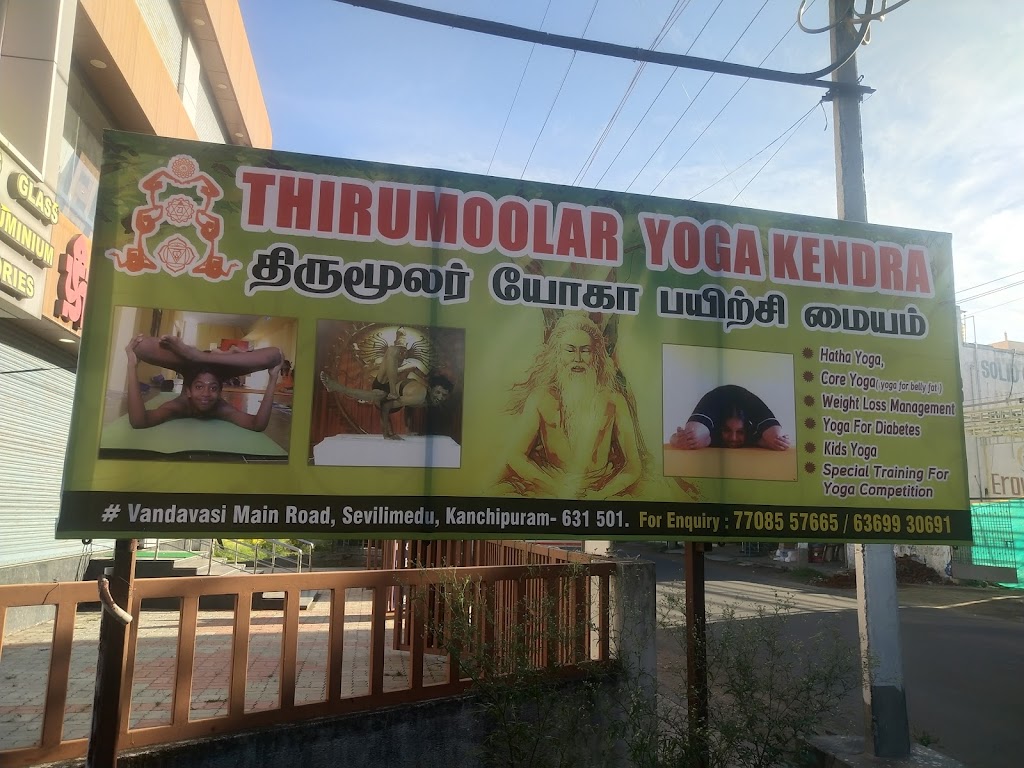 THIRUMOOLAR YOGA KENDRA
திருமூலர் யோகா பயிற்சி மையம்
Hatha Yoga,
Core Yoga( yoga for belly fat )
Weight Loss Management
Yoga For Diabetes
Kids Yoga
Special Training For
Yoga Competition
# Vandavasi Main Road, Sevilimedu, Kanchipuram- 631 501. For Enquiry : 77085 57665 / 63699 30691
GLASS
SOLID